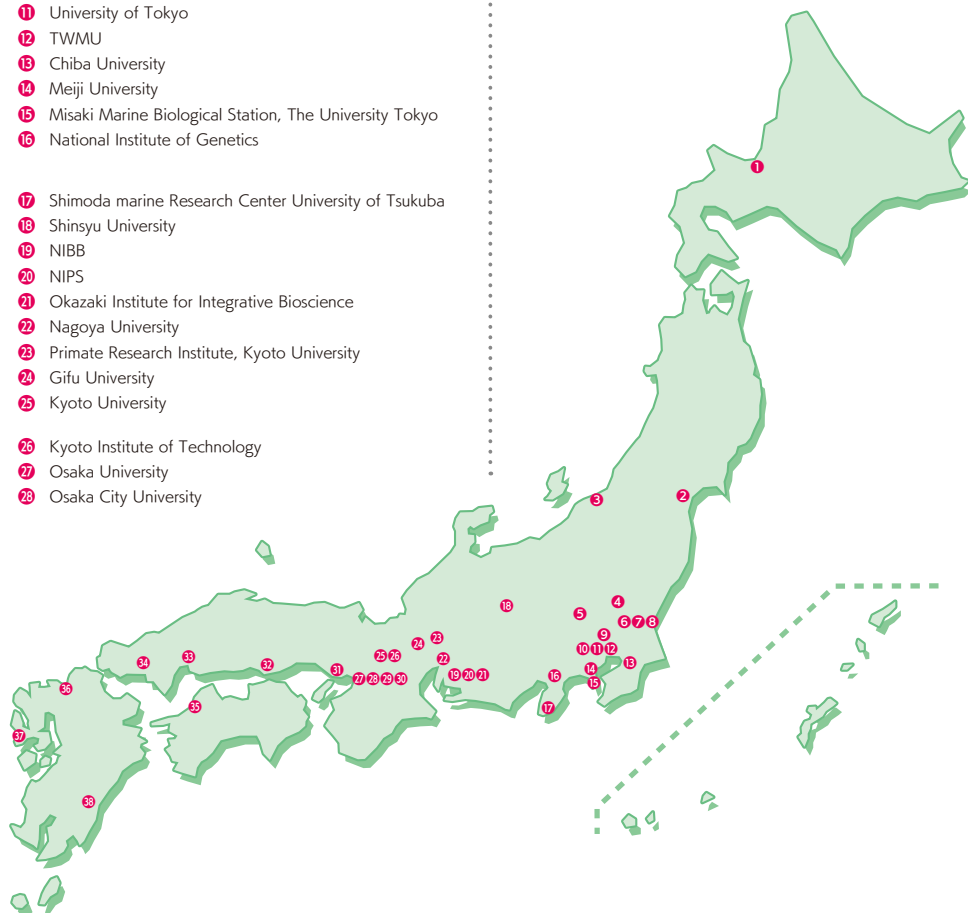 ⓫ University of Tokyo
⓬ TWMU
⓭ Chiba University
⓮ Meiji University
⓯ Misaki Marine Biological Station, The University Tokyo
⓰ National Institute of Genetics
⓱ Shimoda marine Research Center University of Tsukuba
⓲ Shinsyu University
⓳ NIBB
⓴ NIPS
21 Okazaki Institute for Integrative Bioscience
22 Nagoya University
23 Primate Research Institute, Kyoto University
24 Gifu University
25 Kyoto University
26 Kyoto Institute of Technology
27 Osaka University
28 Osaka City University
1
3 2
18 5 4
6 7 8
9
10 11 12
13
14
15
16
17
25 26 24 23
22
19 20 21
31
27 28 29 30
34 33 32
35
36
37
38